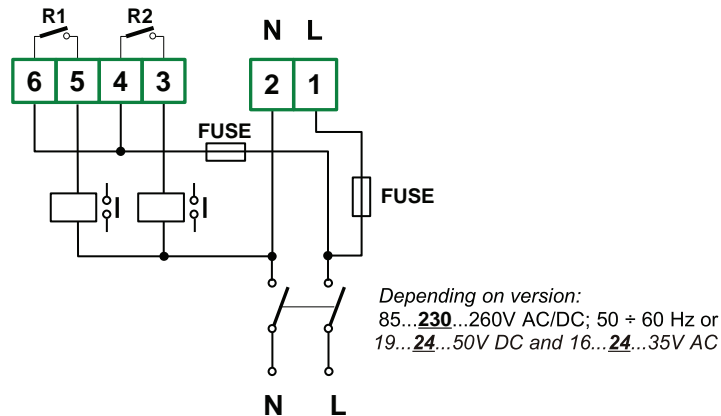 R1 R2
N L
6 5 4 3 2 1
FUSE
FUSE
Depending on version:
85...230...260V AC/DC; 50 ÷ 60 Hz or
19...24...50V DC and 16...24...35V AC
N L